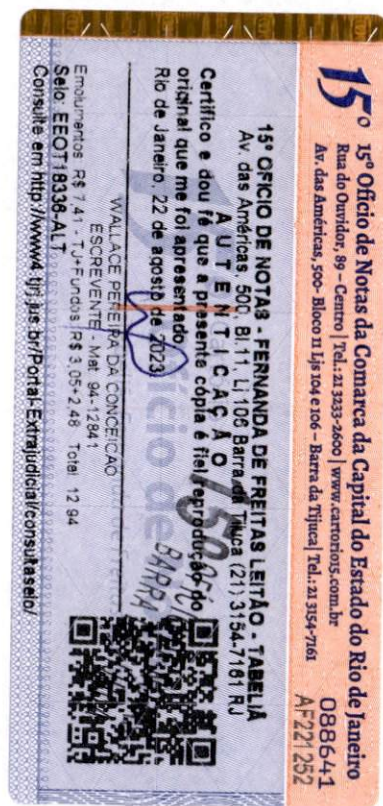 15º
15º Ofício de Notas da Comarca da Capital do Estado do Rio de Janeiro
Rua do Ouvidor, 89 - Centro | Tel.: 21 3233-2600 | www.cartorio15.com.br
Av. das Américas, 500- Bloco 11 Ljs 104 e 106 – Barra da Tijuca | Tel.: 21 3154-7161
088641
AF221252
15º OFÍCIO DE NOTAS - FERNANDA DE FREITAS LEITÃO - TABELIÃ
Av. das Américas, 500, Bl.11, Lj 106 Barra da Tijuca (21) 3154-7161 RJ
A U T E N T I C A Ç Ã O
Certifico e dou fé que a presente cópia é fiel reprodução do
original que me foi apresentado.
Rio de Janeiro, 22 de agosto de 2023
WALLACE PEREIRA DA CONCEICAO
ESCREVENTE - Mat. 94-12841
Emolumentos R$ 7,41 - TJ+Fundos R$ 3,05+2,48 Total 12,94
Selo: EEOT18336-ALT
Consulte em http://www4.tjrj.jus.br/Portal-Extrajudicial/consultaselo/
BARRA